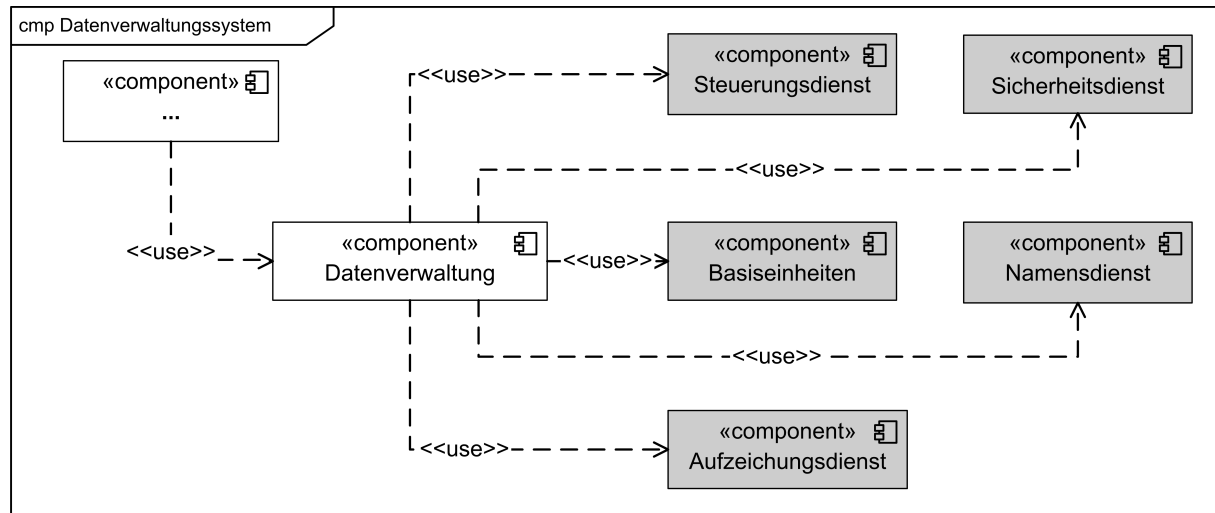 cmp Datenverwaltungssystem
«component»
...
«component»
Steuerungsdienst
«component»
Sicherheitsdienst
<<use>>
<<use>>
<<use>>
«component»
Datenverwaltung
<<use>>
«component»
Basiseinheiten
«component»
Namensdienst
<<use>>
<<use>>
«component»
Aufzeichungsdienst